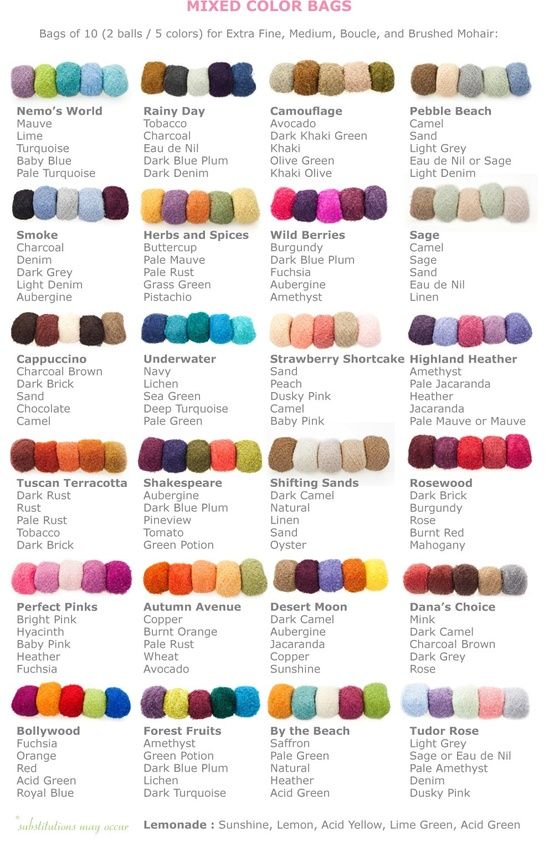 MIXED COLOR BAGS
Bags of 10 (2 balls / 5 colors) for Extra Fine, Medium, Boucle, and Brushed Mohair:
Nemo's World
Mauve
Lime
Turquoise
Baby Blue
Pale Turquoise
Rainy Day
Tobacco
Charcoal
Eau de Nil
Dark Blue Plum
Dark Denim
Camouflage
Avocado
Dark Khaki Green
Khaki
Olive Green
Khaki Olive
Pebble Beach
Camel
Sand
Light Grey
Eau de Nil or Sage
Light Denim
Smoke
Charcoal
Denim
Dark Grey
Light Denim
Aubergine
Herbs and Spices
Buttercup
Pale Mauve
Pale Rust
Grass Green
Pistachio
Wild Berries
Burgundy
Dark Blue Plum
Fuchsia
Aubergine
Amethyst
Sage
Camel
Sage
Sand
Eau de Nil
Linen
Cappuccino
Charcoal Brown
Dark Brick
Sand
Chocolate
Camel
Underwater
Navy
Lichen
Sea Green
Deep Turquoise
Pale Green
Strawberry Shortcake
Sand
Peach
Dusky Pink
Camel
Baby Pink
Highland Heather
Amethyst
Pale Jacaranda
Heather
Jacaranda
Pale Mauve or Mauve
Tuscan Terracotta
Dark Rust
Rust
Pale Rust
Tobacco
Dark Brick
Shakespeare
Aubergine
Dark Blue Plum
Pineview
Tomato
Green Potion
Shifting Sands
Dark Camel
Natural
Linen
Sand
Oyster
Rosewood
Dark Brick
Burgundy
Rose
Burnt Red
Mahogany
Perfect Pinks
Bright Pink
Hyacinth
Baby Pink
Heather
Fuchsia
Autumn Avenue
Copper
Burnt Orange
Pale Rust
Wheat
Avocado
Desert Moon
Dark Camel
Aubergine
Jacaranda
Copper
Sunshine
Dana's Choice
Mink
Dark Camel
Charcoal Brown
Dark Grey
Rose
Bollywood
Fuchsia
Orange
Red
Acid Green
Royal Blue
Forest Fruits
Amethyst
Green Potion
Dark Blue Plum
Lichen
Dark Turquoise
By the Beach
Saffron
Pale Green
Natural
Heather
Acid Green
Tudor Rose
Light Grey
Sage or Eau de Nil
Pale Amethyst
Denim
Dusky Pink
*substitutions may occur
Lemonade : Sunshine, Lemon, Acid Yellow, Lime Green, Acid Green